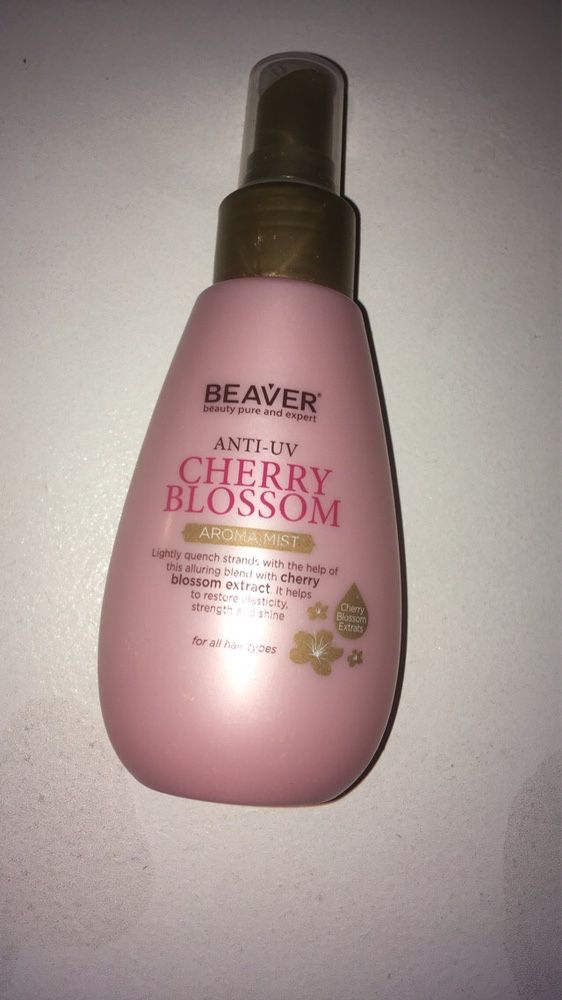 BEAVER®
beauty pure and expert
ANTI-UV
CHERRY
BLOSSOM
AROMA MIST
Lightly quench strands with the help of
this alluring blend with cherry
blossom extract. It helps
to restore elasticity,
strength and shine
for all hair types
Cherry
Blossom
Extrats